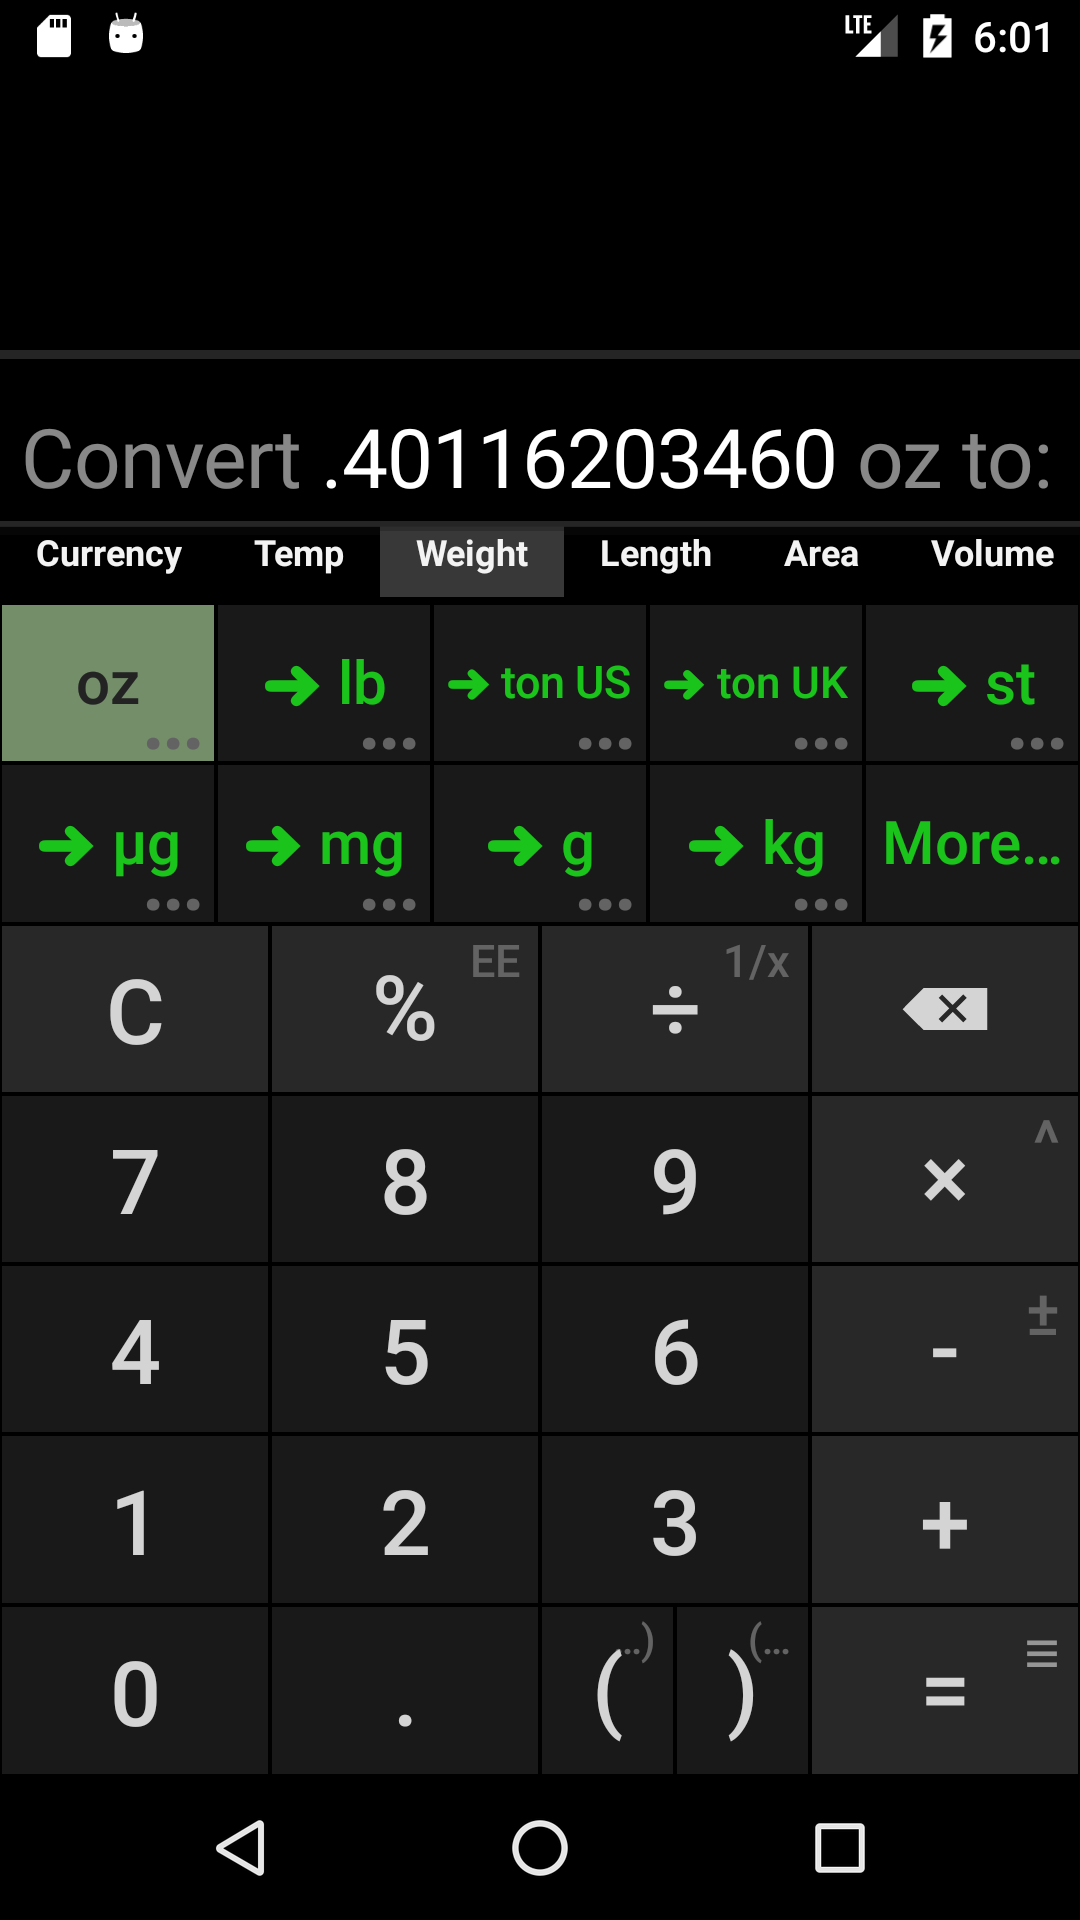 LTE 6:01
Convert .40116203460 oz to:
Currency Temp Weight Length Area Volume
oz ➔ lb ➔ ton US ➔ ton UK ➔ st
➔ µg ➔ mg ➔ g ➔ kg More...
C % EE ÷ 1/x
7 8 9 × ^
4 5 6 - ±
1 2 3 +
0 . ( ..) ) (... =